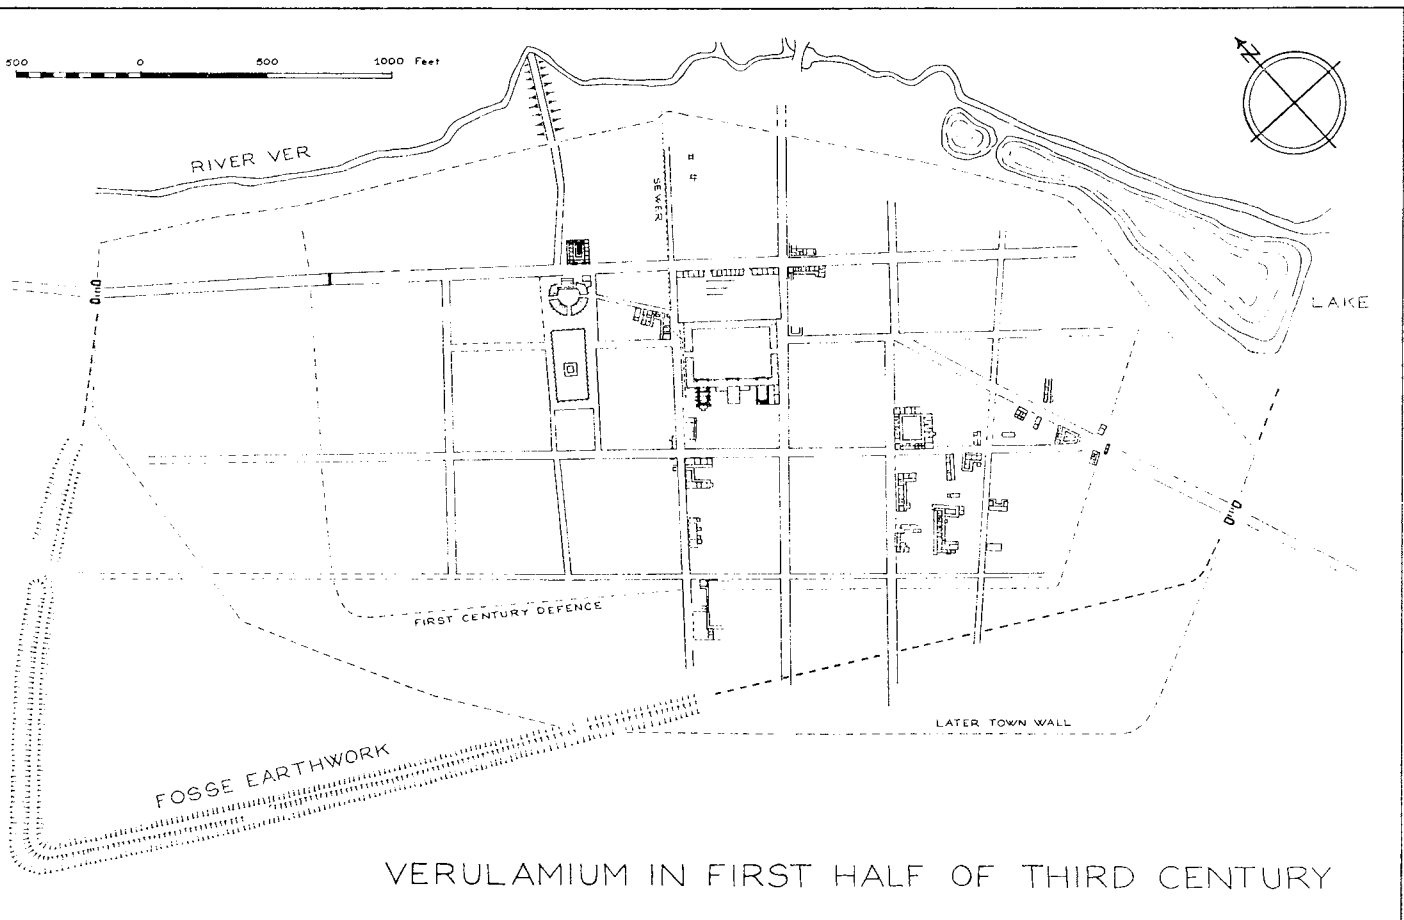 500 0 500 1000 Feet
N
RIVER VER
SEWER
LAKE
FIRST CENTURY DEFENCE
LATER TOWN WALL
FOSSE EARTHWORK
VERULAMIUM IN FIRST HALF OF THIRD CENTURY